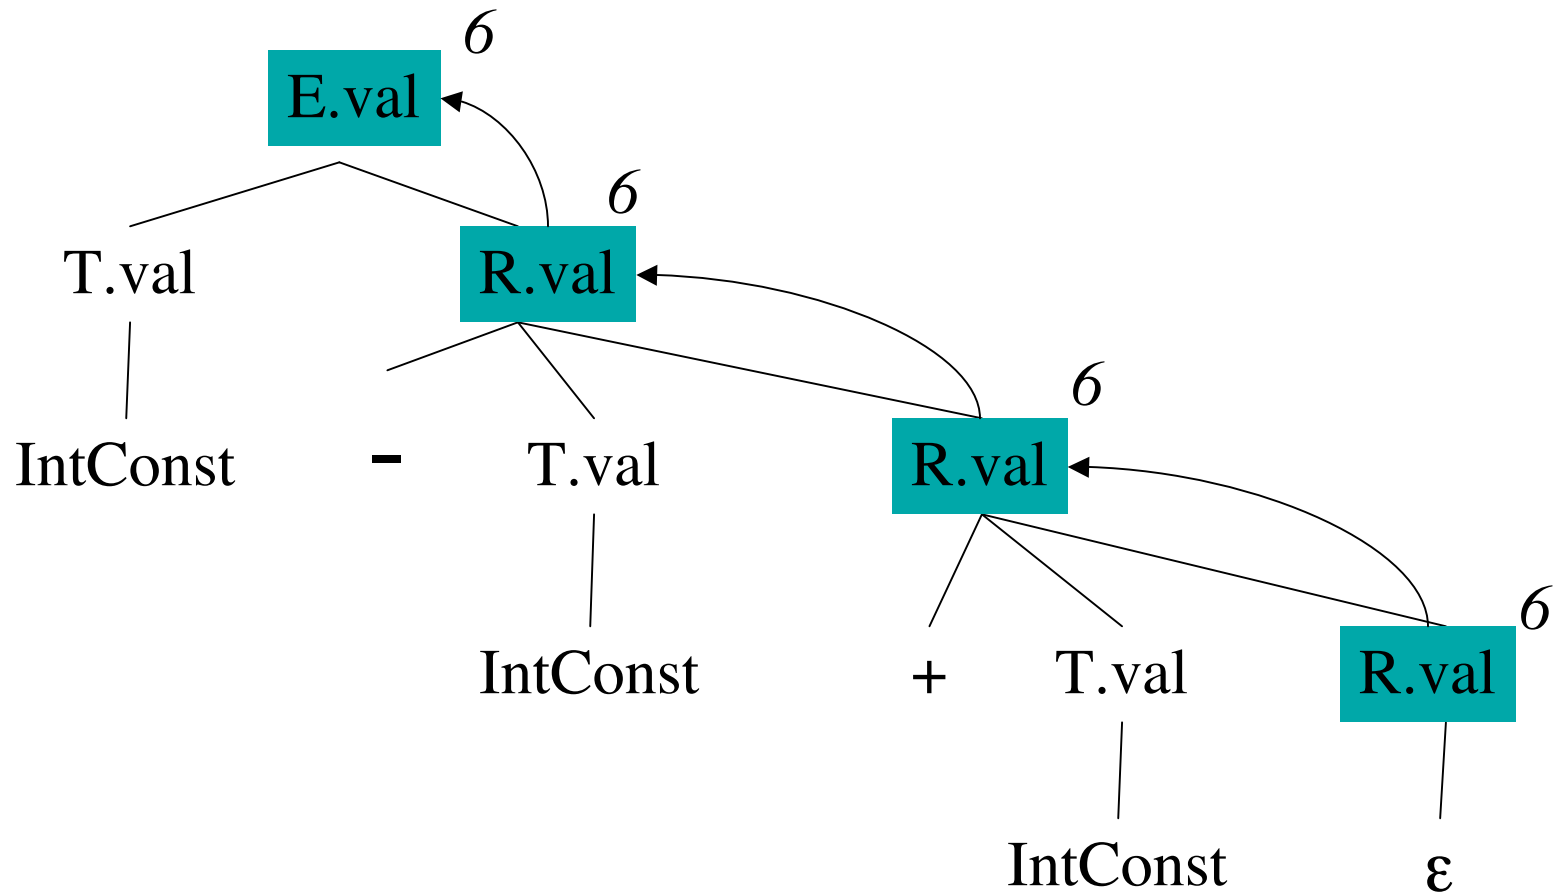 6
E.val
6
T.val R.val
6
IntConst - T.val R.val
6
IntConst + T.val R.val
IntConst ε